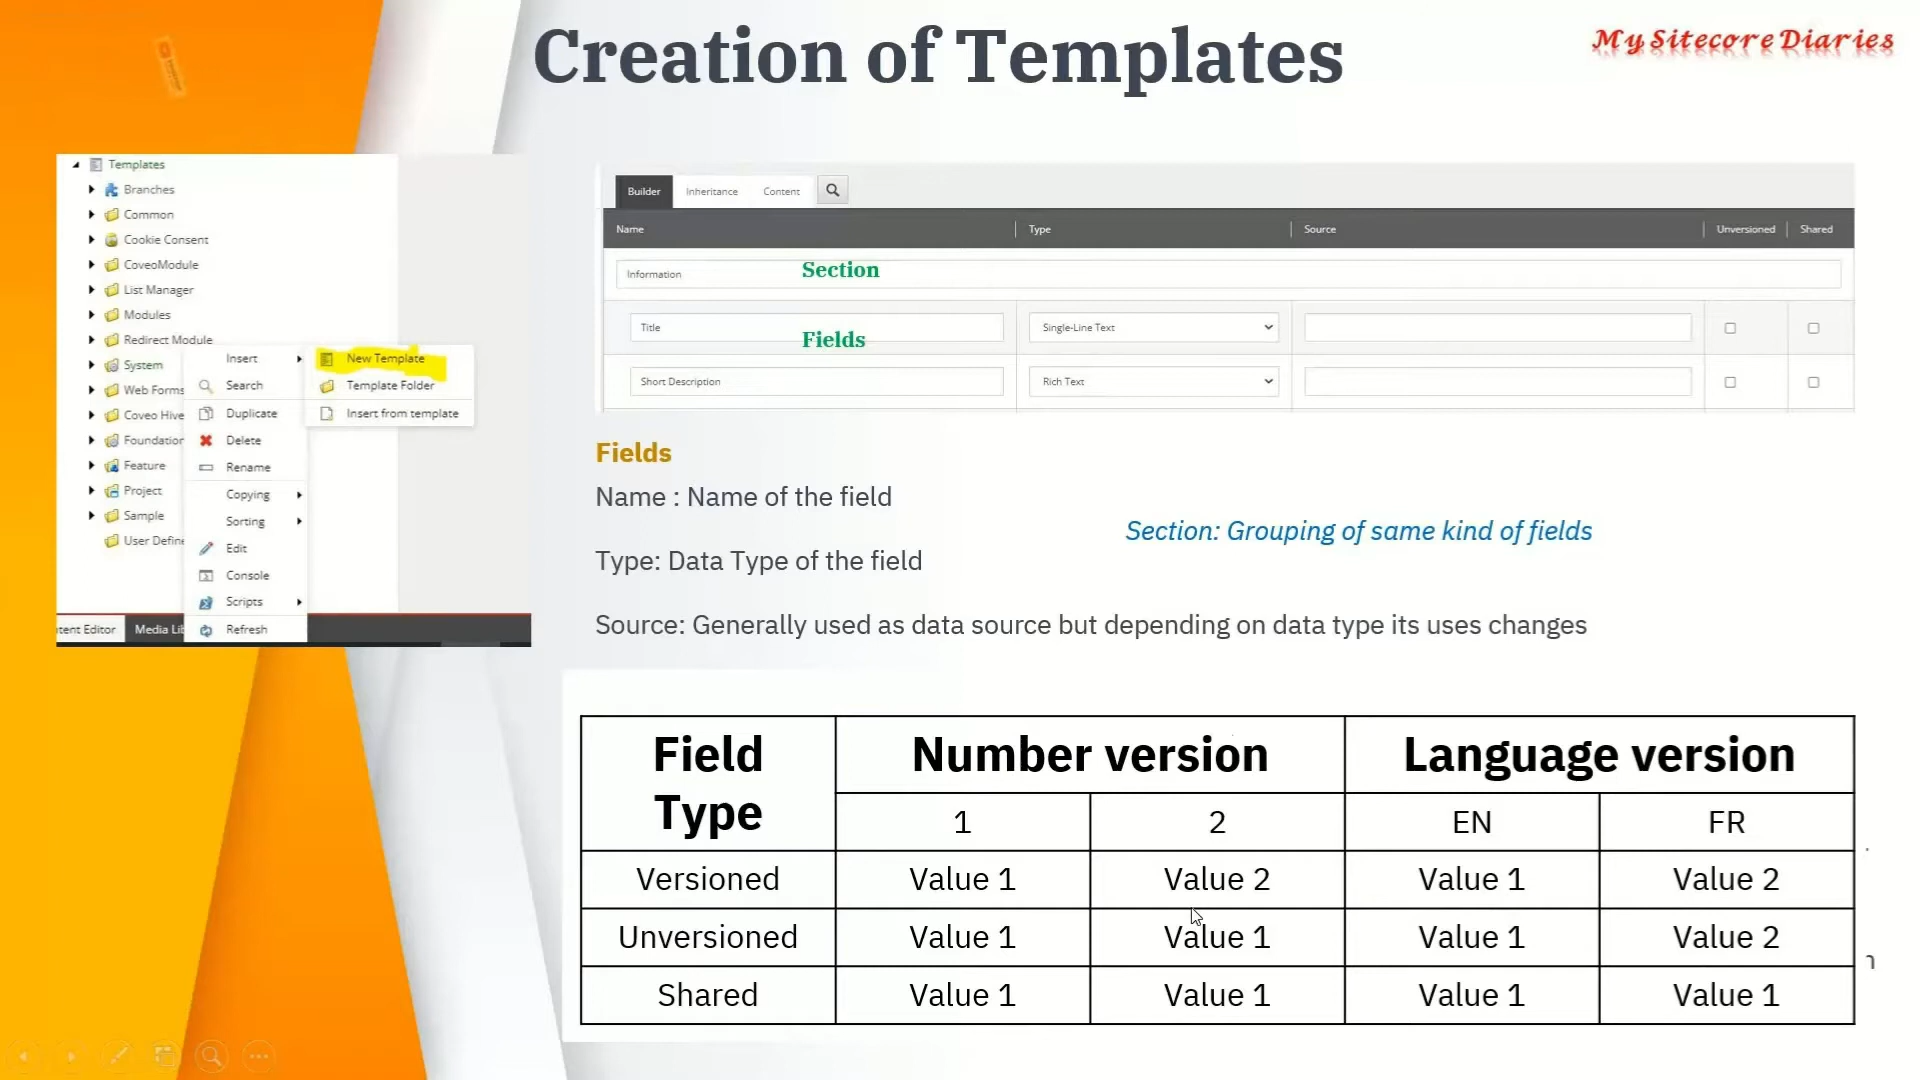 Creation of Templates
My Sitecore Diaries
Templates
Branches
Common
Cookie Consent
CoveoModule
List Manager
Modules
Redirect Module
System
Web Forms
Coveo Hive
Foundation
Feature
Project
Sample
User Define
Insert
Search
Duplicate
Delete
Rename
Copying
Sorting
Edit
Console
Scripts
Refresh
New Template
Template Folder
Insert from template
tent Editor
Media Lib
Builder Inheritance Content
Name Type Source Unversioned Shared
Information
Section
Title Single-Line Text
Fields
Short Description Rich Text
Fields
Name : Name of the field
Section: Grouping of same kind of fields
Type: Data Type of the field
Source: Generally used as data source but depending on data type its uses changes
Field Type Number version Language version
1 2 EN FR
Versioned Value 1 Value 2 Value 1 Value 2
Unversioned Value 1 Value 1 Value 1 Value 2
Shared Value 1 Value 1 Value 1 Value 1